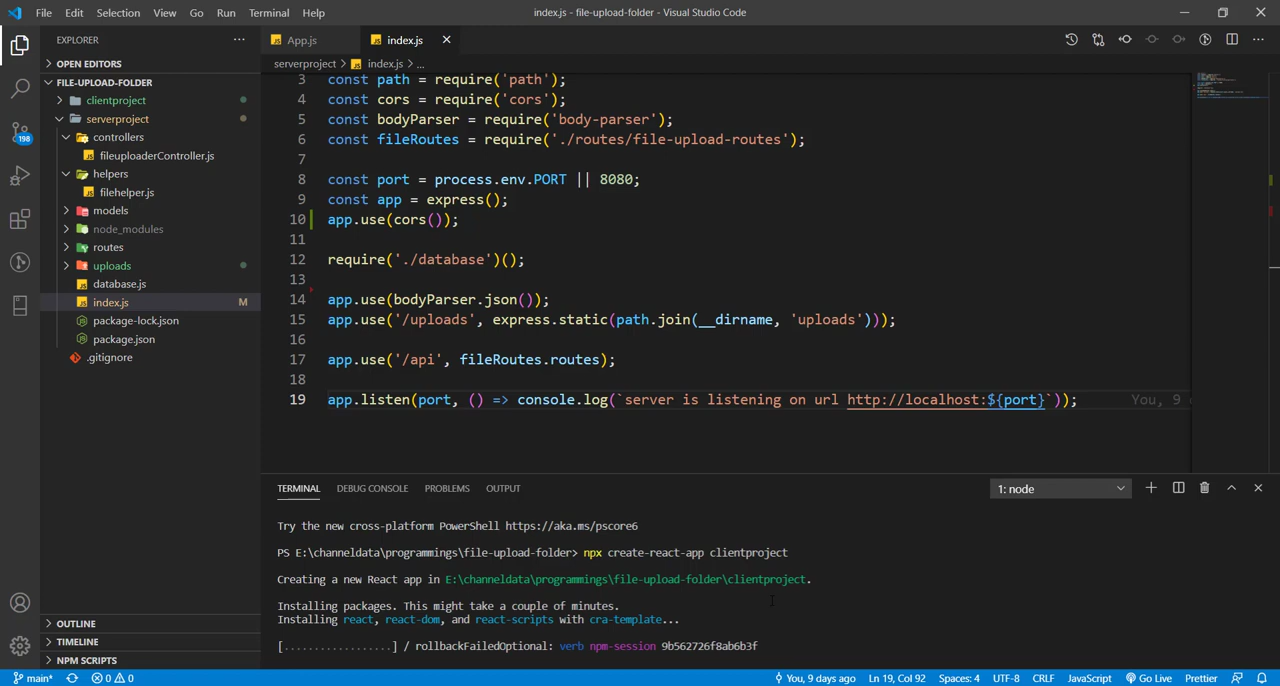 File Edit Selection View Go Run Terminal Help
index.js - file-upload-folder - Visual Studio Code
EXPLORER
OPEN EDITORS
FILE-UPLOAD-FOLDER
clientproject
serverproject
controllers
fileuploaderController.js
helpers
filehelper.js
models
node_modules
routes
uploads
database.js
index.js M
package-lock.json
package.json
.gitignore
OUTLINE
TIMELINE
NPM SCRIPTS
198
App.js index.js
serverproject > index.js > ...
3 const path = require('path');
4 const cors = require('cors');
5 const bodyParser = require('body-parser');
6 const fileRoutes = require('./routes/file-upload-routes');
7
8 const port = process.env.PORT || 8080;
9 const app = express();
10 app.use(cors());
11
12 require('./database')();
13
14 app.use(bodyParser.json());
15 app.use('/uploads', express.static(path.join(__dirname, 'uploads')));
16
17 app.use('/api', fileRoutes.routes);
18
19 app.listen(port, () => console.log(`server is listening on url http://localhost:${port}`)); You, 9
TERMINAL DEBUG CONSOLE PROBLEMS OUTPUT
1: node
Try the new cross-platform PowerShell https://aka.ms/pscore6
PS E:\channeldata\programmings\file-upload-folder> npx create-react-app clientproject
Creating a new React app in E:\channeldata\programmings\file-upload-folder\clientproject.
Installing packages. This might take a couple of minutes.
Installing react, react-dom, and react-scripts with cra-template...
[..................] / rollbackFailedOptional: verb npm-session 9b562726f8ab6b3f
main* 0 0 You, 9 days ago Ln 19, Col 92 Spaces: 4 UTF-8 CRLF JavaScript Go Live Prettier